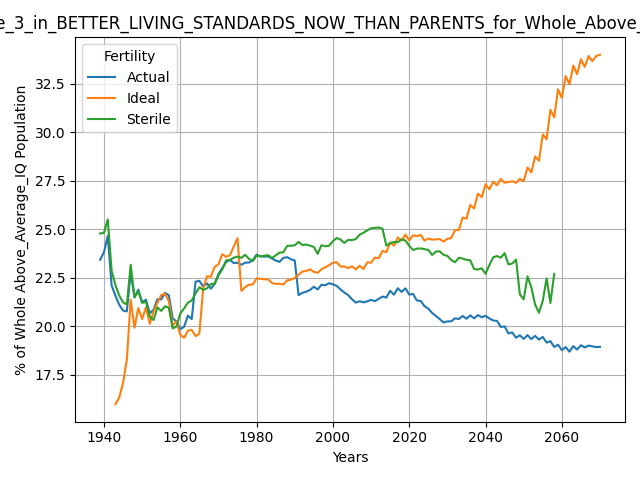 e_3_in_BETTER_LIVING_STANDARDS_NOW_THAN_PARENTS_for_Whole_Above_
Fertility
Actual
Ideal
Sterile
% of Whole Above_Average_IQ Population
32.5
30.0
27.5
25.0
22.5
20.0
17.5
1940
1960
1980
2000
2020
2040
2060
Years